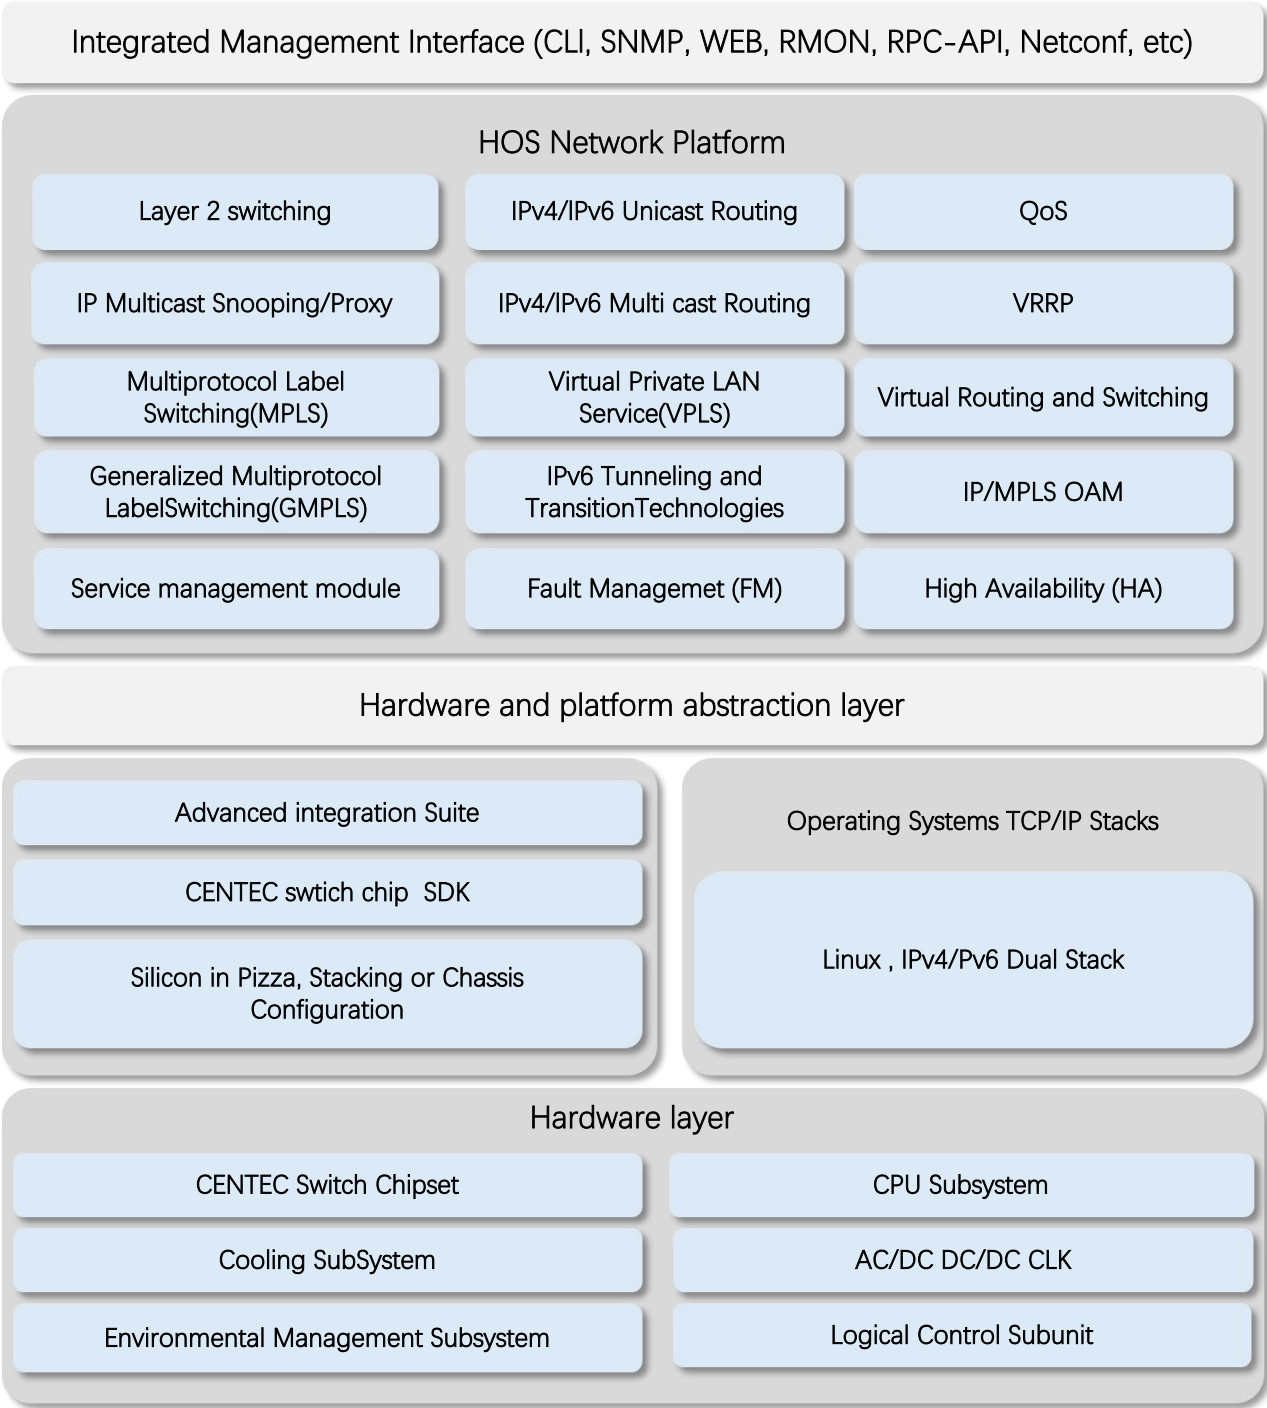 Integrated Management Interface (CLI, SNMP, WEB, RMON, RPC-API, Netconf, etc)
HOS Network Platform
Layer 2 switching
IPv4/IPv6 Unicast Routing
QoS
IP Multicast Snooping/Proxy
IPv4/IPv6 Multi cast Routing
VRRP
Multiprotocol Label
Switching(MPLS)
Virtual Private LAN
Service(VPLS)
Virtual Routing and Switching
Generalized Multiprotocol
LabelSwitching(GMPLS)
IPv6 Tunneling and
TransitionTechnologies
IP/MPLS OAM
Service management module
Fault Managemet (FM)
High Availability (HA)
Hardware and platform abstraction layer
Advanced integration Suite
CENTEC swtich chip  SDK
Silicon in Pizza, Stacking or Chassis
Configuration
Operating Systems TCP/IP Stacks
Linux , IPv4/Pv6 Dual Stack
Hardware layer
CENTEC Switch Chipset
CPU Subsystem
Cooling SubSystem
AC/DC DC/DC CLK
Environmental Management Subsystem
Logical Control Subunit